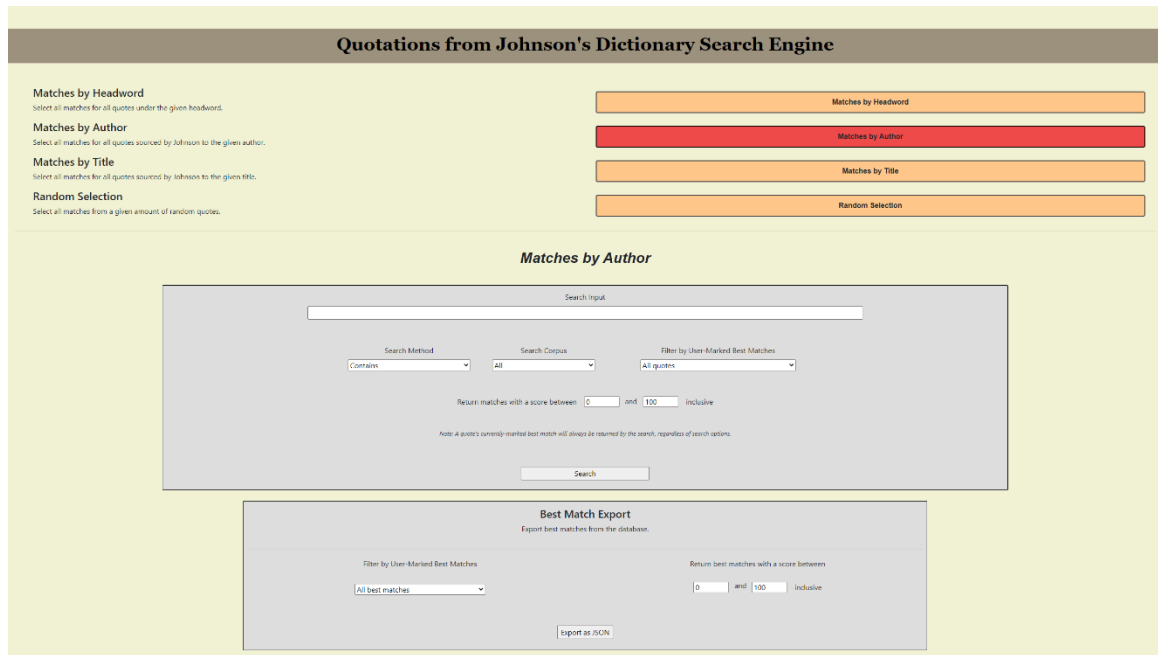 Quotations from Johnson's Dictionary Search Engine
Matches by Headword
Select all matches for all quotes under the given headword.
Matches by Headword
Matches by Author
Select all matches for all quotes sourced by Johnson to the given author.
Matches by Author
Matches by Title
Select all matches for all quotes sourced by Johnson to the given title.
Matches by Title
Random Selection
Select all matches from a given amount of random quotes.
Random Selection
Matches by Author
Search Input
Search Method Search Corpus Filter by User-Marked Best Matches
Contains All All quotes
Return matches with a score between 0 and 100 inclusive
Note: A quote's currently-marked best match will always be returned by the search, regardless of search options.
Search
Best Match Export
Export best matches from the database.
Filter by User-Marked Best Matches Return best matches with a score between
All best matches 0 and 100 inclusive
Export as JSON